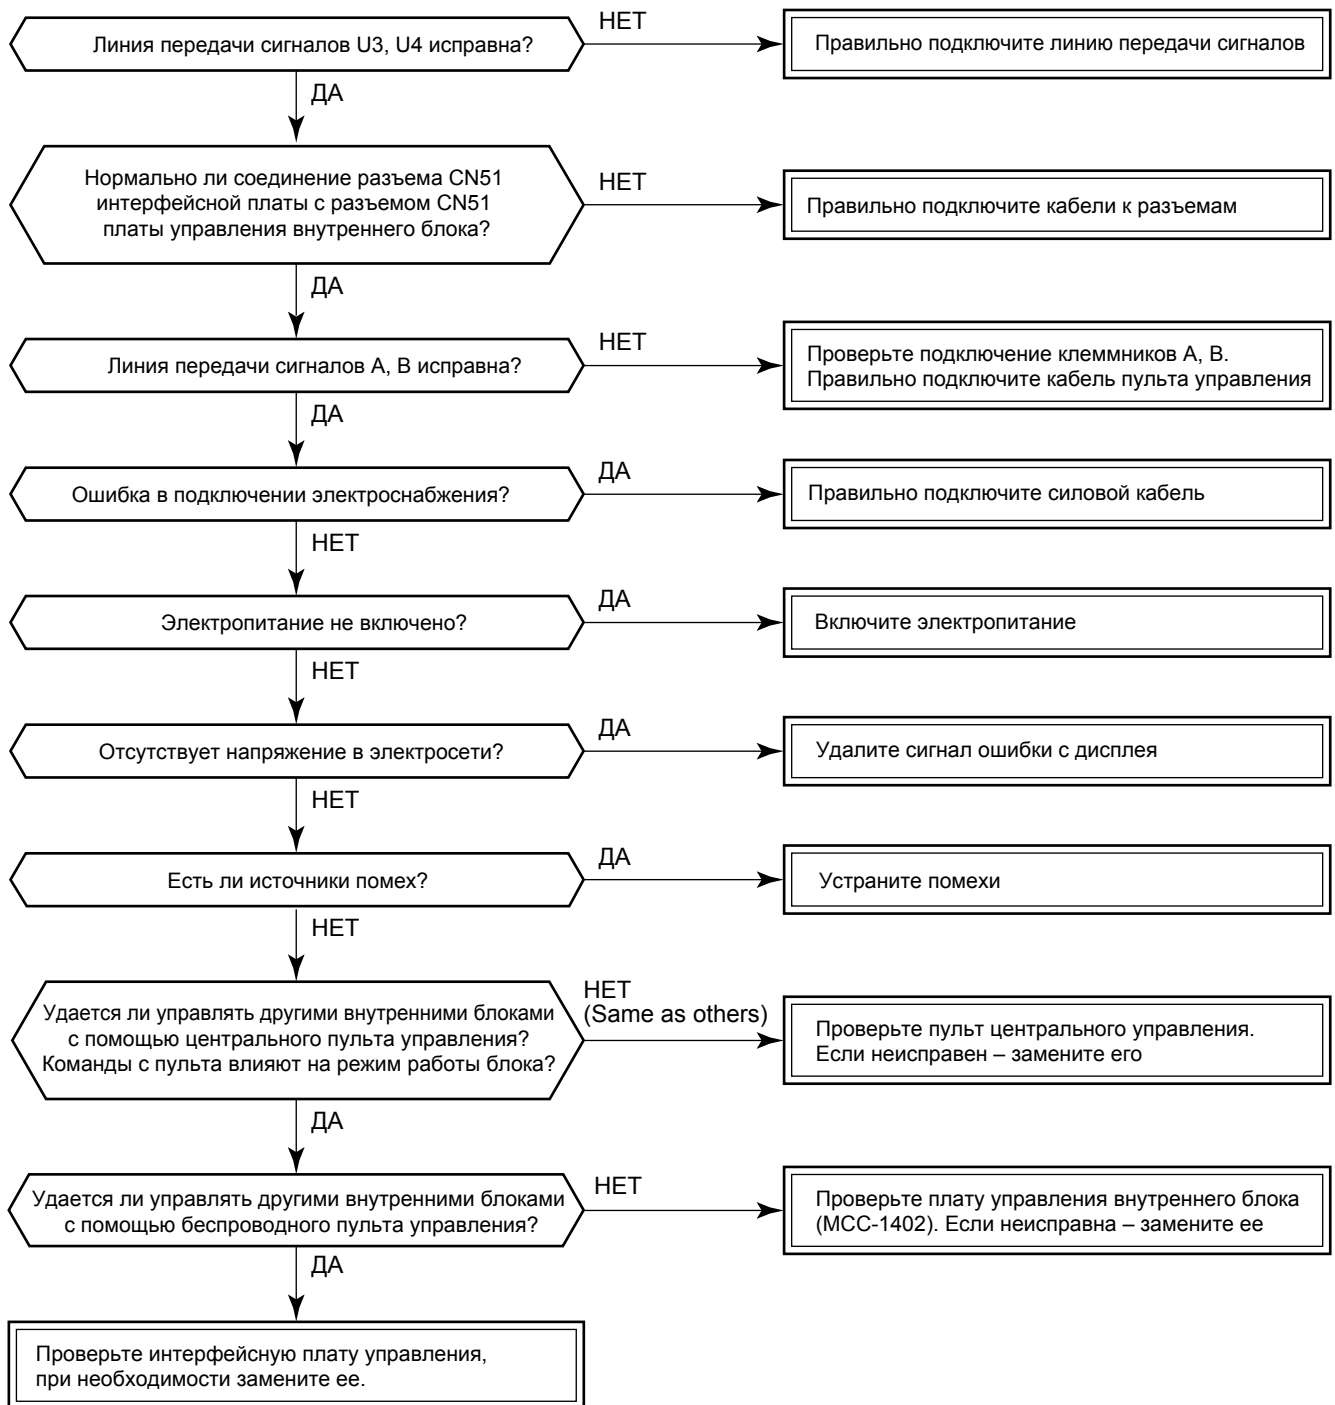 Линия передачи сигналов U3, U4 исправна?
НЕТ
Правильно подключите линию передачи сигналов
ДА
Нормально ли соединение разъема CN51
интерфейсной платы с разъемом CN51
платы управления внутреннего блока?
НЕТ
Правильно подключите кабели к разъемам
ДА
Линия передачи сигналов A, B исправна?
НЕТ
Проверьте подключение клеммников A, B.
Правильно подключите кабель пульта управления
ДА
Ошибка в подключении электроснабжения?
ДА
Правильно подключите силовой кабель
НЕТ
Электропитание не включено?
ДА
Включите электропитание
НЕТ
Отсутствует напряжение в электросети?
ДА
Удалите сигнал ошибки с дисплея
НЕТ
Есть ли источники помех?
ДА
Устраните помехи
НЕТ
Удается ли управлять другими внутренними блоками
с помощью центрального пульта управления?
Команды с пульта влияют на режим работы блока?
НЕТ
(Same as others)
Проверьте пульт центрального управления.
Если неисправен – замените его
ДА
Удается ли управлять другими внутренними блоками
с помощью беспроводного пульта управления?
НЕТ
Проверьте плату управления внутреннего блока
(MCC-1402). Если неисправна – замените ее
ДА
Проверьте интерфейсную плату управления,
при необходимости замените ее.